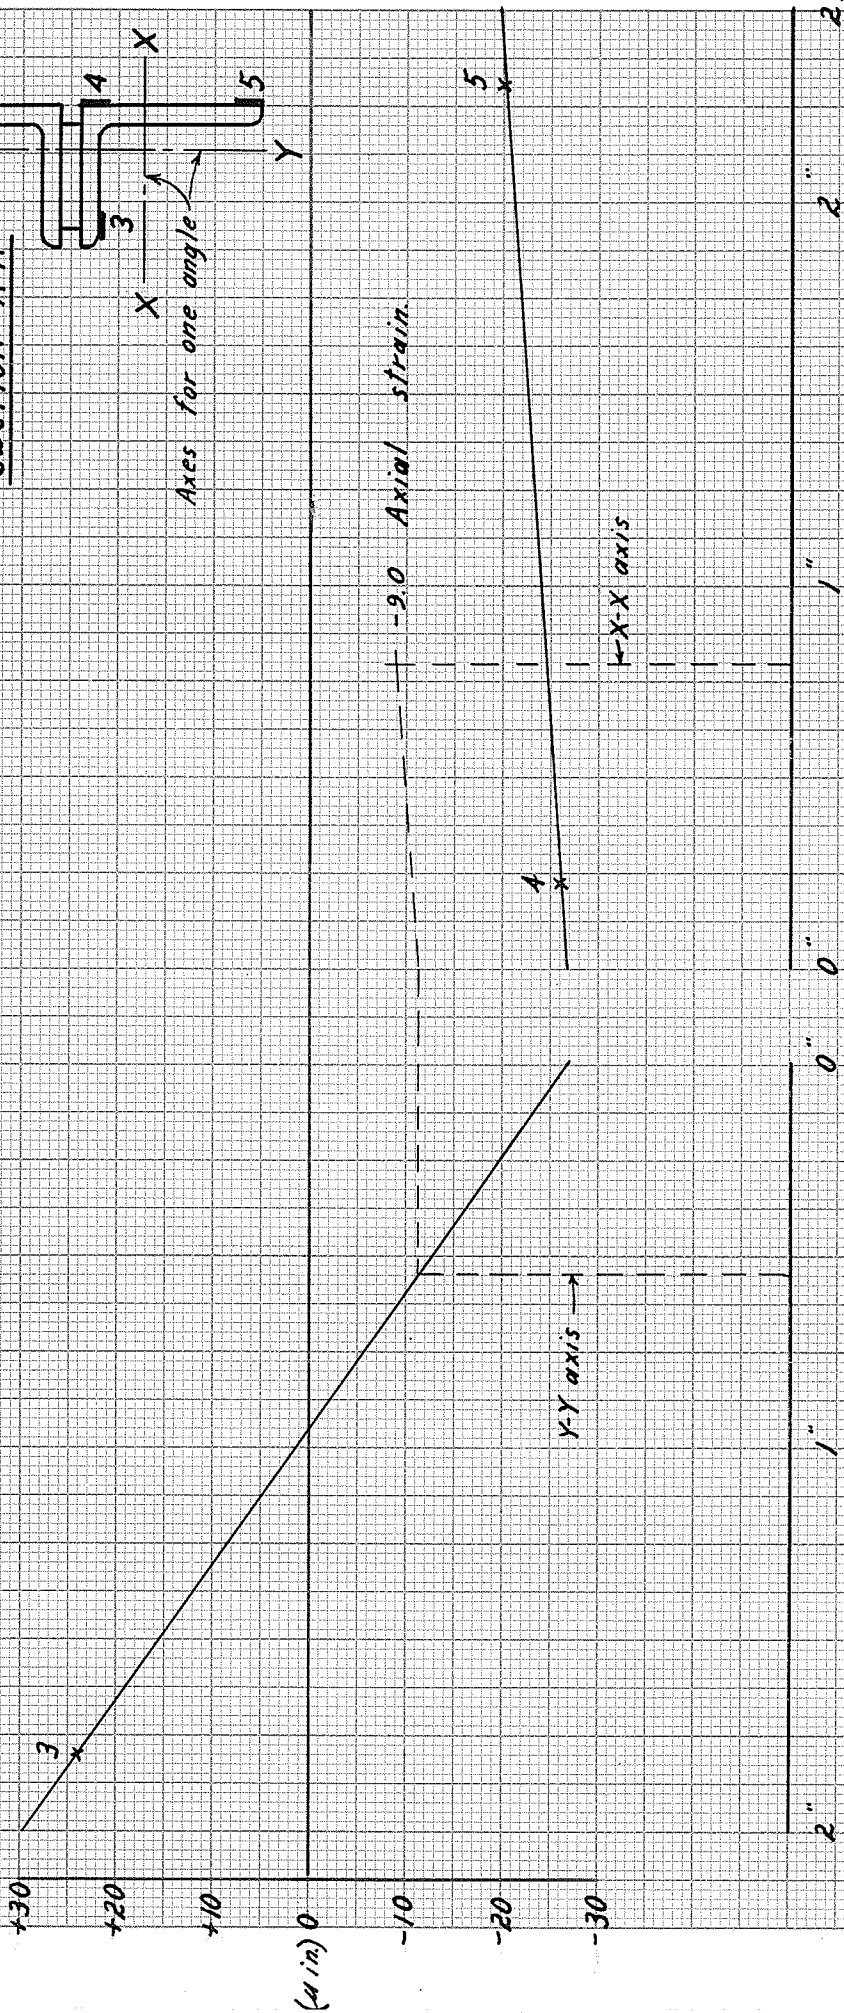 X
4
X
5
Y
3
X
Axes for one angle
+30
+20
+10
(μ in.) 0
-10
-20
-30
3
4
5
-9.0 Axial strain.
X-X axis
Y-Y axis
2"
1"
0"
0"
1"
2"